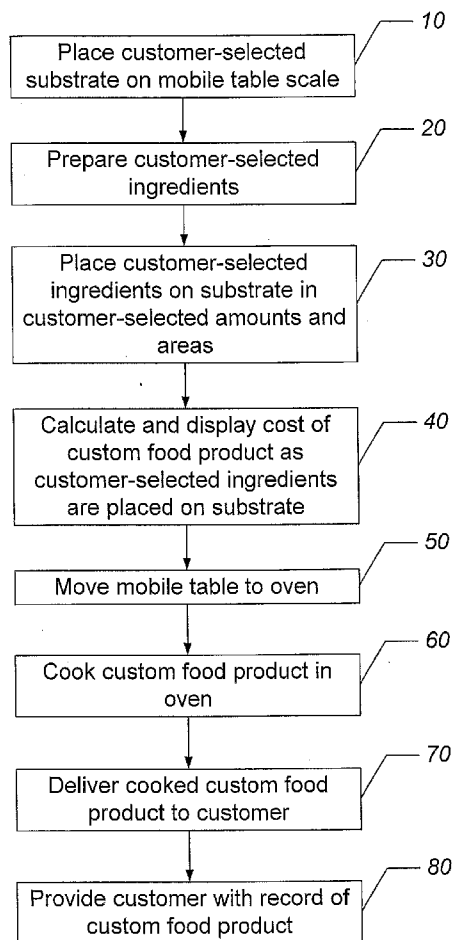 10
Place customer-selected
substrate on mobile table scale
20
Prepare customer-selected
ingredients
30
Place customer-selected
ingredients on substrate in
customer-selected amounts and
areas
40
Calculate and display cost of
custom food product as
customer-selected ingredients
are placed on substrate
50
Move mobile table to oven
60
Cook custom food product in
oven
70
Deliver cooked custom food
product to customer
80
Provide customer with record of
custom food product